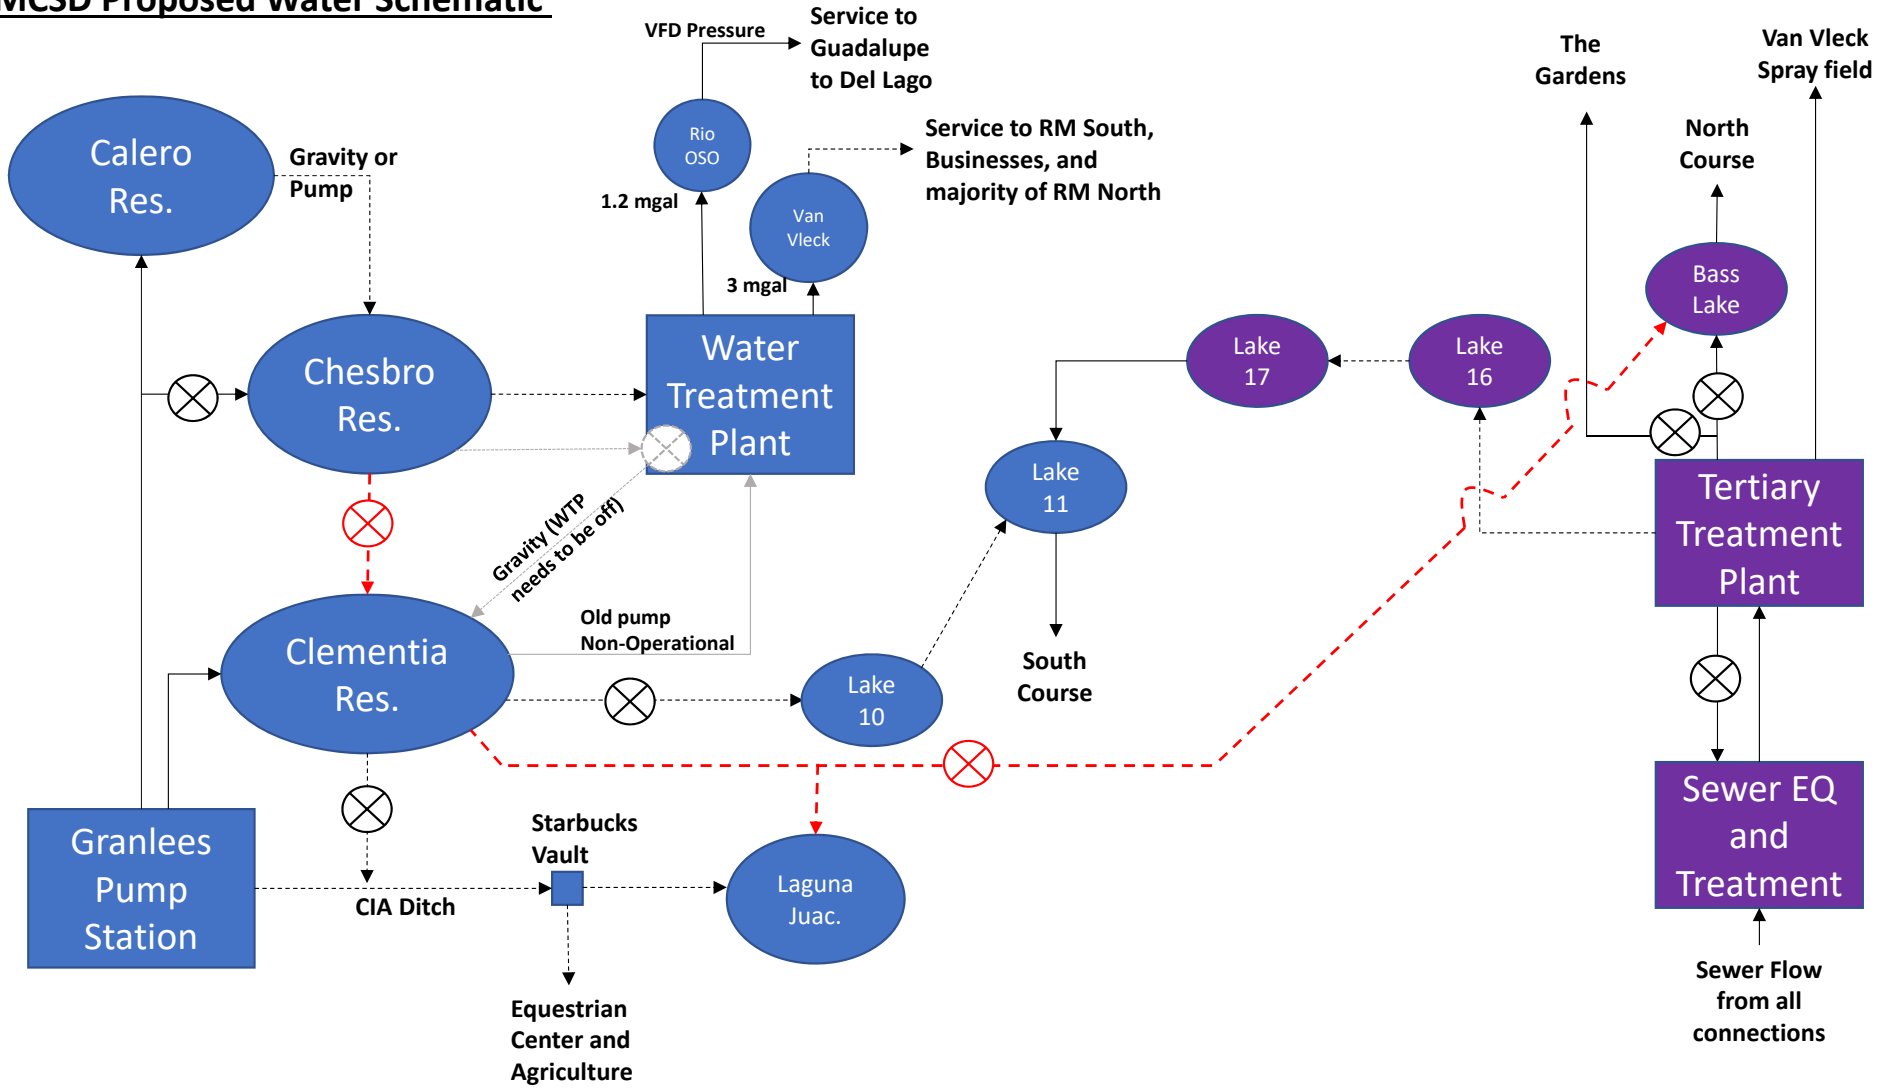 MCSD Proposed Water Schematic
VFD Pressure
Service to
Guadalupe
to Del Lago
The
Gardens
Van Vleck
Spray field
Calero
Res.
Gravity or
Pump
Rio
OSO
1.2 mgal
Service to RM South,
Businesses, and
majority of RM North
Van
Vleck
3 mgal
North
Course
Bass
Lake
Chesbro
Res.
Water
Treatment
Plant
Lake
17
Lake
16
Lake
11
Tertiary
Treatment
Plant
Gravity (WTP
needs to be off)
Old pump
Non-Operational
Clementia
Res.
Lake
10
South
Course
Granlees
Pump
Station
CIA Ditch
Starbucks
Vault
Laguna
Juac.
Equestrian
Center and
Agriculture
Sewer EQ
and
Treatment
Sewer Flow
from all
connections